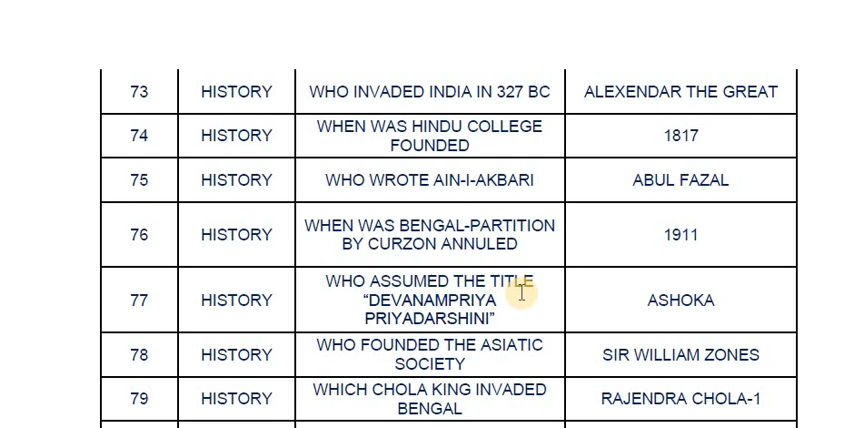 73 HISTORY WHO INVADED INDIA IN 327 BC ALEXENDAR THE GREAT
74 HISTORY WHEN WAS HINDU COLLEGE
FOUNDED 1817
75 HISTORY WHO WROTE AIN-I-AKBARI ABUL FAZAL
76 HISTORY WHEN WAS BENGAL-PARTITION
BY CURZON ANNULED 1911
77 HISTORY WHO ASSUMED THE TITLE
“DEVANAMPRIYA
PRIYADARSHINI” ASHOKA
78 HISTORY WHO FOUNDED THE ASIATIC
SOCIETY SIR WILLIAM ZONES
79 HISTORY WHICH CHOLA KING INVADED
BENGAL RAJENDRA CHOLA-1